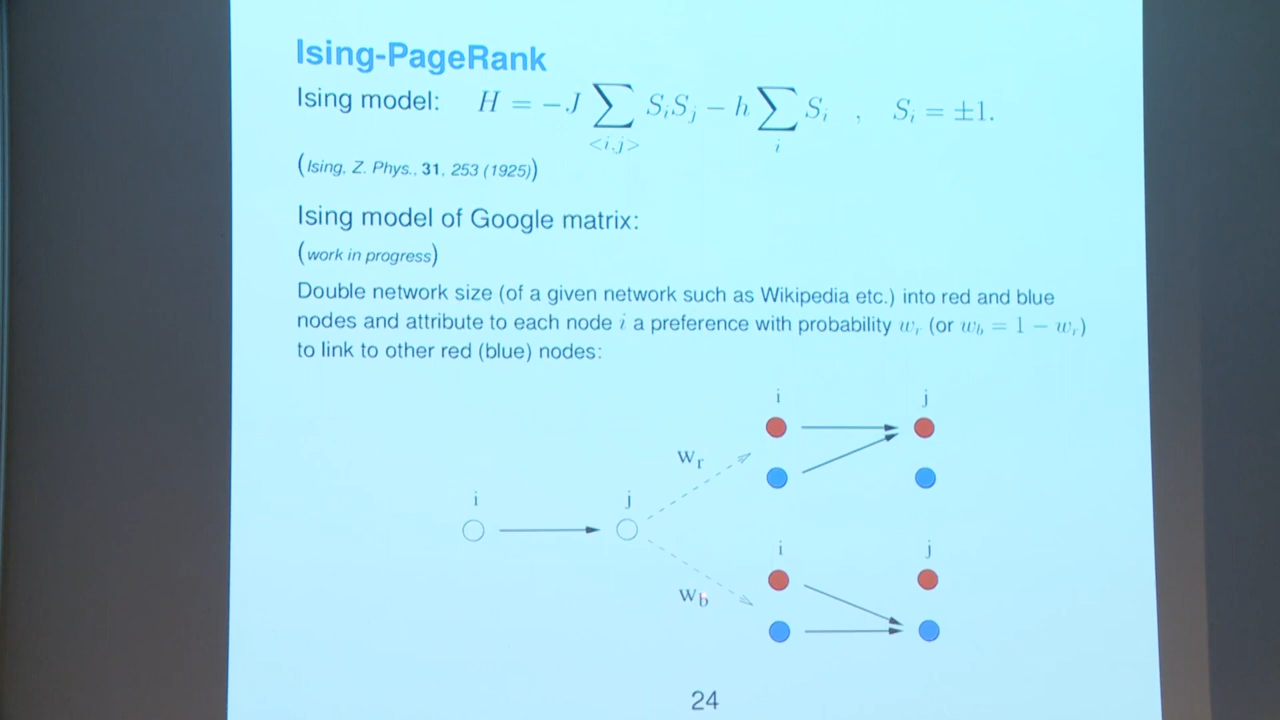 Ising-PageRank
Ising model: H = −J ∑<i,j> SiSj − h ∑i Si , Si = ±1.
(Ising, Z. Phys., 31, 253 (1925))
Ising model of Google matrix:
(work in progress)
Double network size (of a given network such as Wikipedia etc.) into red and blue
nodes and attribute to each node i a preference with probability wr (or wb = 1 − wr)
to link to other red (blue) nodes:
i j
wr
i j
i j
wb
24